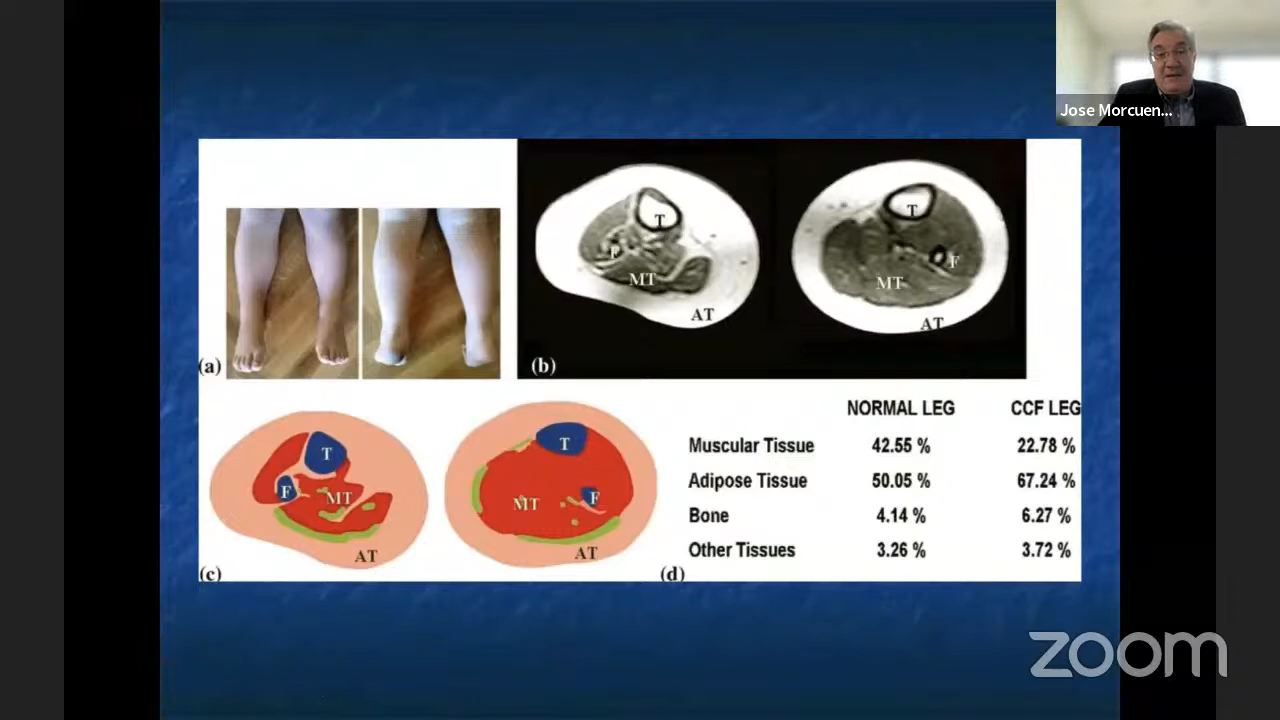 Jose Morcuen...
T
F
MT
AT
T
F
MT
AT
(a)
(b)
T
F
MT
AT
T
F
MT
AT
(c)
(d)
NORMAL LEG CCF LEG
Muscular Tissue 42.55 % 22.78 %
Adipose Tissue 50.05 % 67.24 %
Bone 4.14 % 6.27 %
Other Tissues 3.26 % 3.72 %
zoom